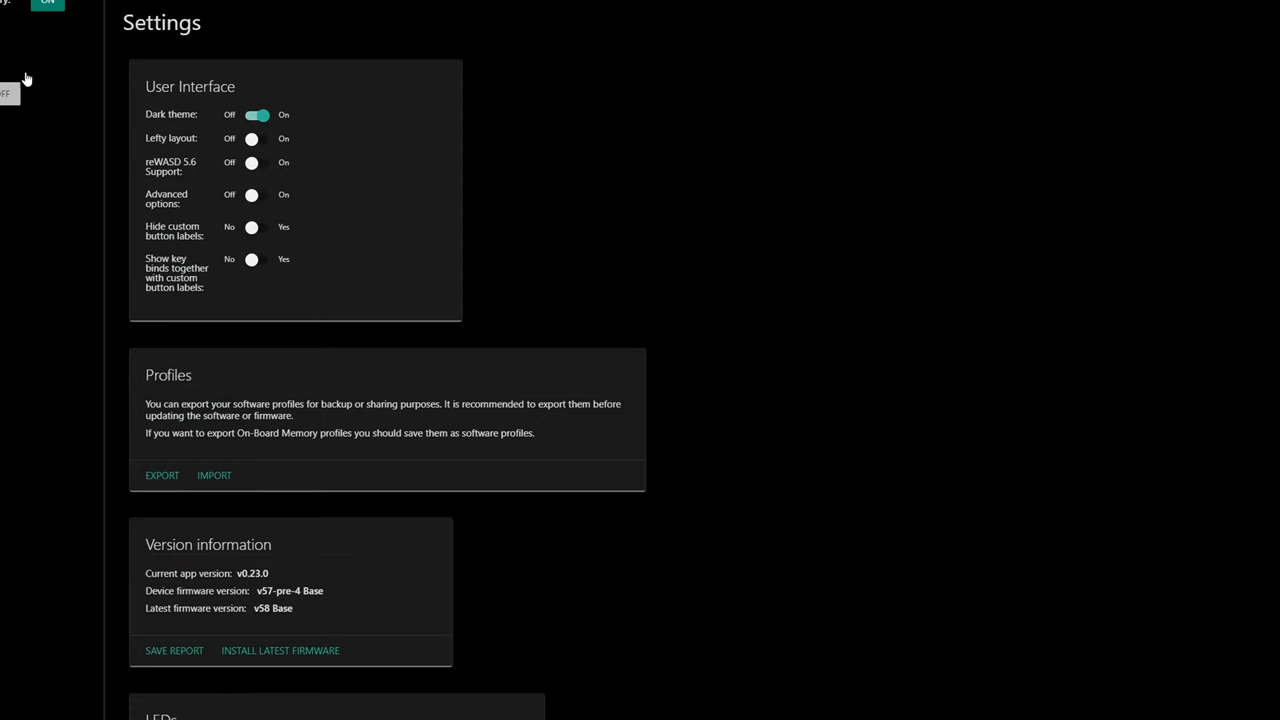 ON
Settings
OFF
User Interface
Dark theme: Off On
Lefty layout: Off On
reWASD 5.6 Off On
Support:
Advanced Off On
options:
Hide custom No Yes
button labels:
Show key No Yes
binds together
with custom
button labels:
Profiles
You can export your software profiles for backup or sharing purposes. It is recommended to export them before
updating the software or firmware.
If you want to export On-Board Memory profiles you should save them as software profiles.
EXPORT IMPORT
Version information
Current app version: v0.23.0
Device firmware version: v57-pre-4 Base
Latest firmware version: v58 Base
SAVE REPORT INSTALL LATEST FIRMWARE
LEDs